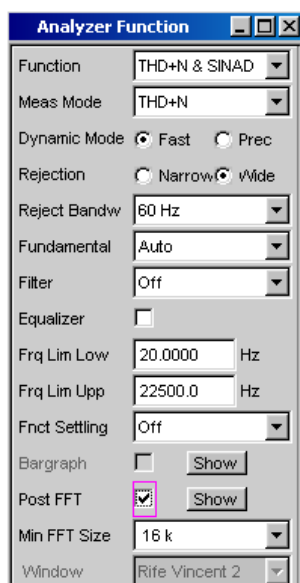 Analyzer Function
Function THD+N & SINAD
Meas Mode THD+N
Dynamic Mode Fast Prec
Rejection Narrow Wide
Reject Bandw 60 Hz
Fundamental Auto
Filter Off
Equalizer
Frq Lim Low 20.0000 Hz
Frq Lim Upp 22500.0 Hz
Fnct Settling Off
Bargraph Show
Post FFT Show
Min FFT Size 16 k
Window Rife Vincent 2